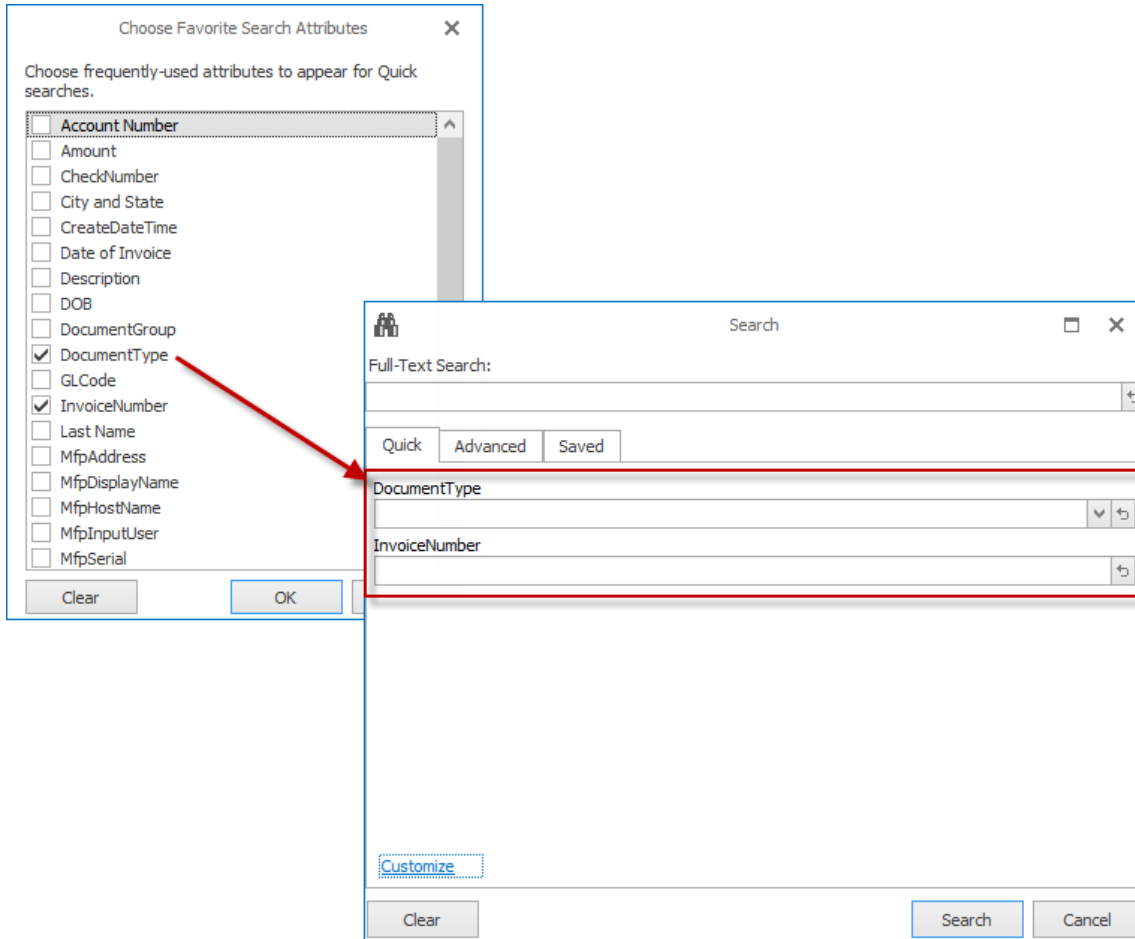 Choose Favorite Search Attributes
Choose frequently-used attributes to appear for Quick
searches.
Account Number
Amount
CheckNumber
City and State
CreateDateTime
Date of Invoice
Description
DOB
DocumentGroup
DocumentType
GLCode
InvoiceNumber
Last Name
MfpAddress
MfpDisplayName
MfpHostName
MfpInputUser
MfpSerial
Clear OK
Search
Full-Text Search:
Quick Advanced Saved
DocumentType
InvoiceNumber
Customize
Clear Search Cancel